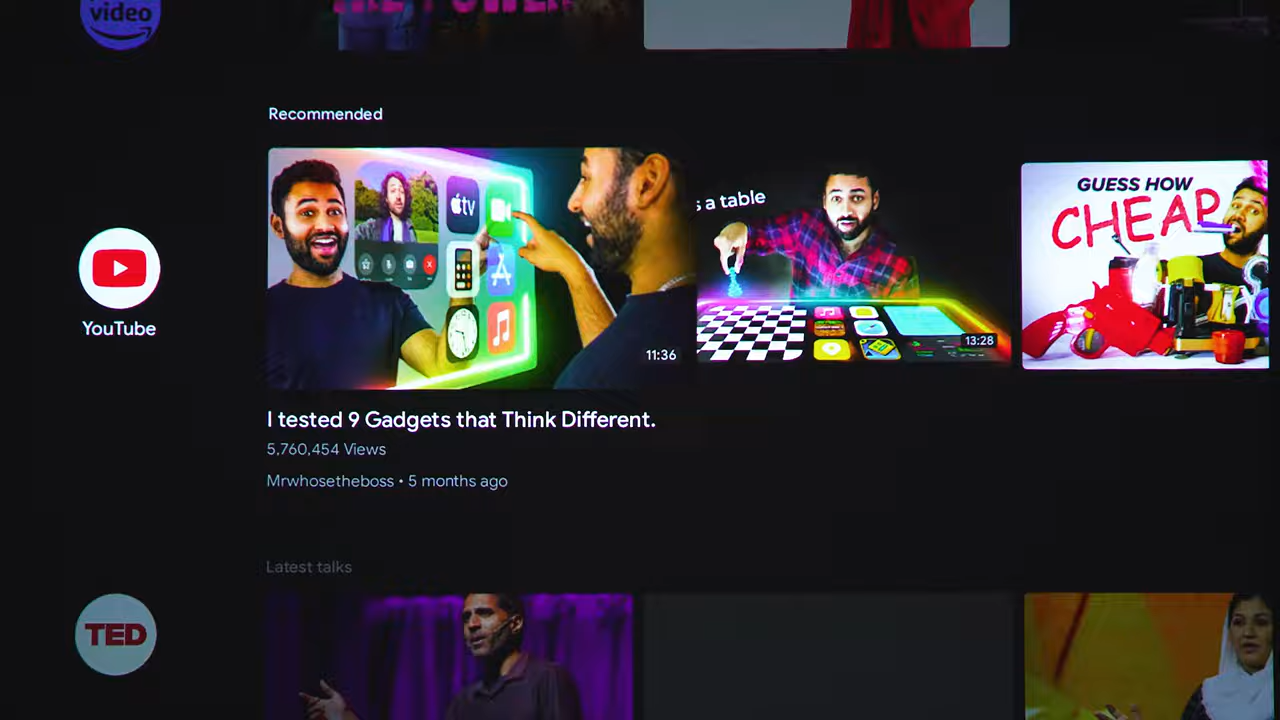 video
Recommended
tv
s a table
GUESS HOW
CHEAP
11:36
13:28
YouTube
I tested 9 Gadgets that Think Different.
5,760,454 Views
Mrwhosetheboss • 5 months ago
Latest talks
TED